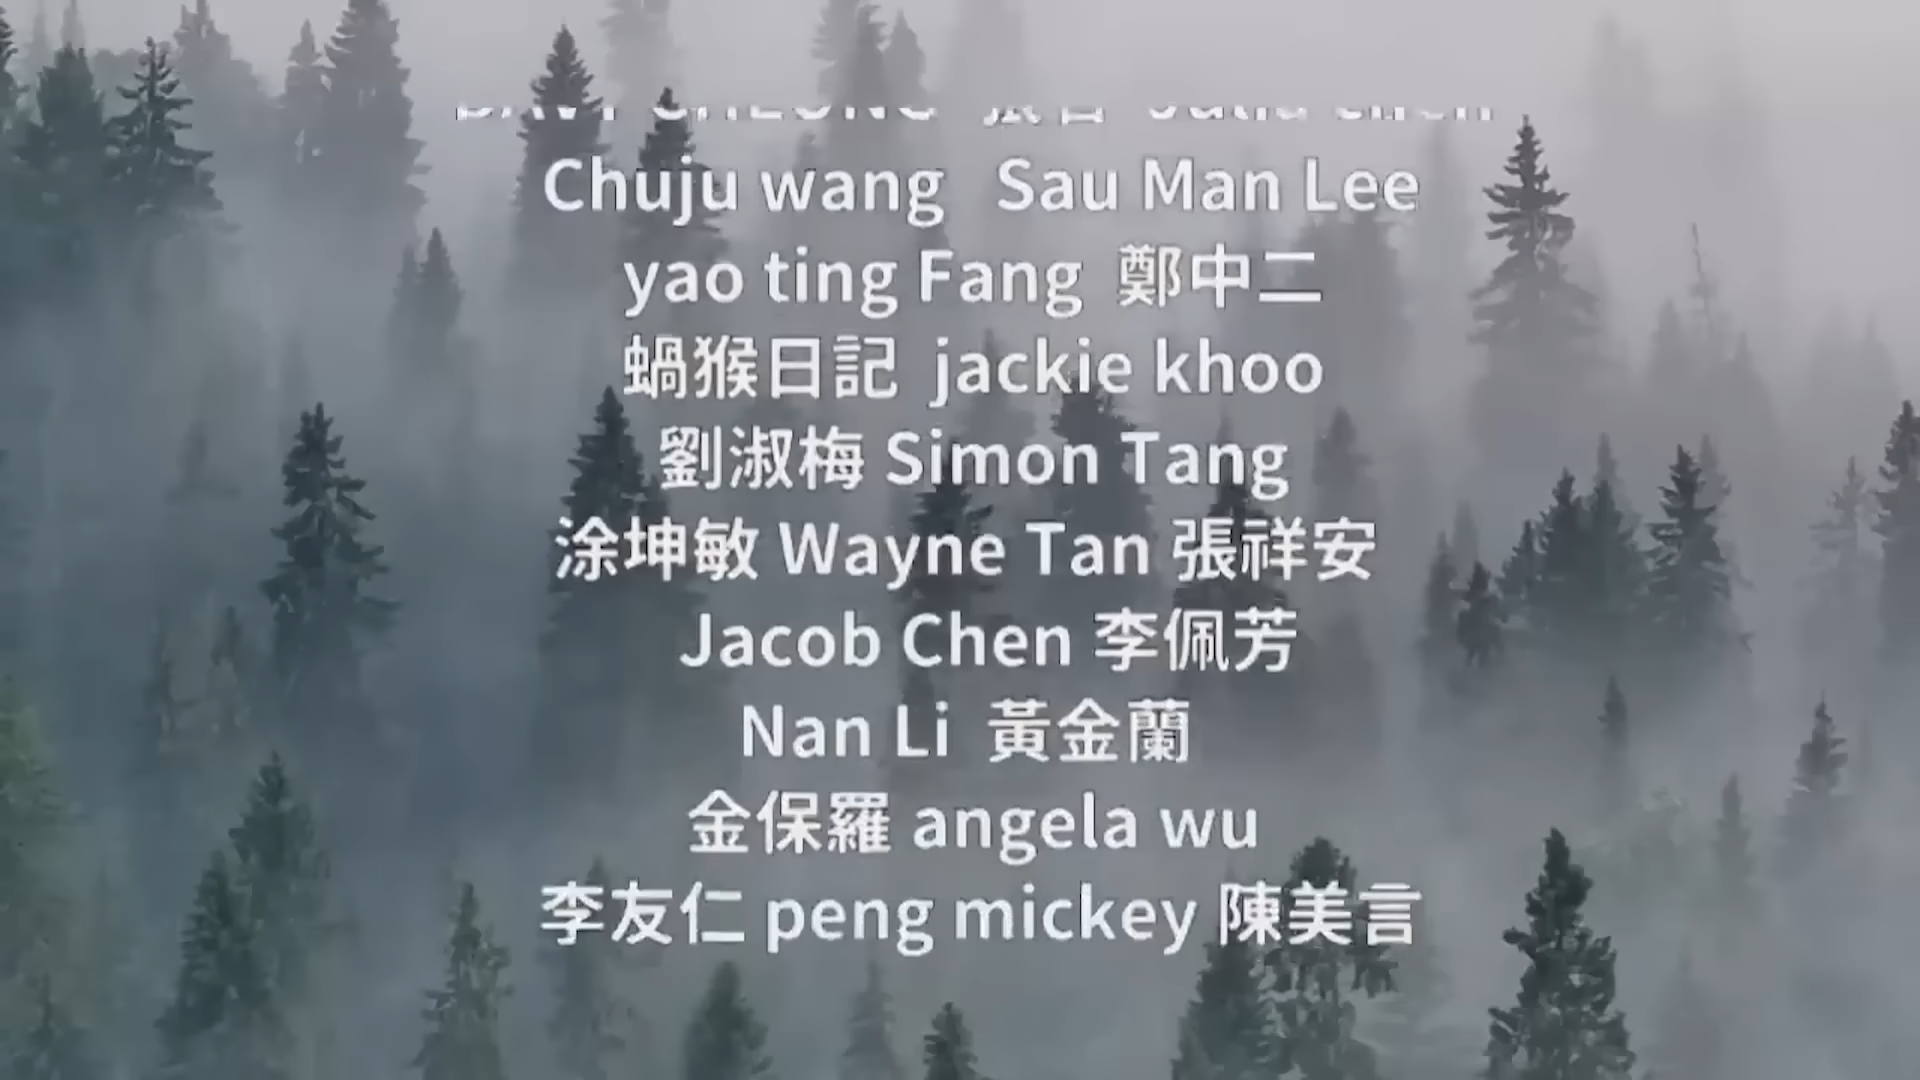 Chuju wang Sau Man Lee
yao ting Fang 鄭中二
蝸猴日記 jackie khoo
劉淑梅 Simon Tang
涂坤敏 Wayne Tan 張祥安
Jacob Chen 李佩芳
Nan Li 黃金蘭
金保羅 angela wu
李友仁 peng mickey 陳美言